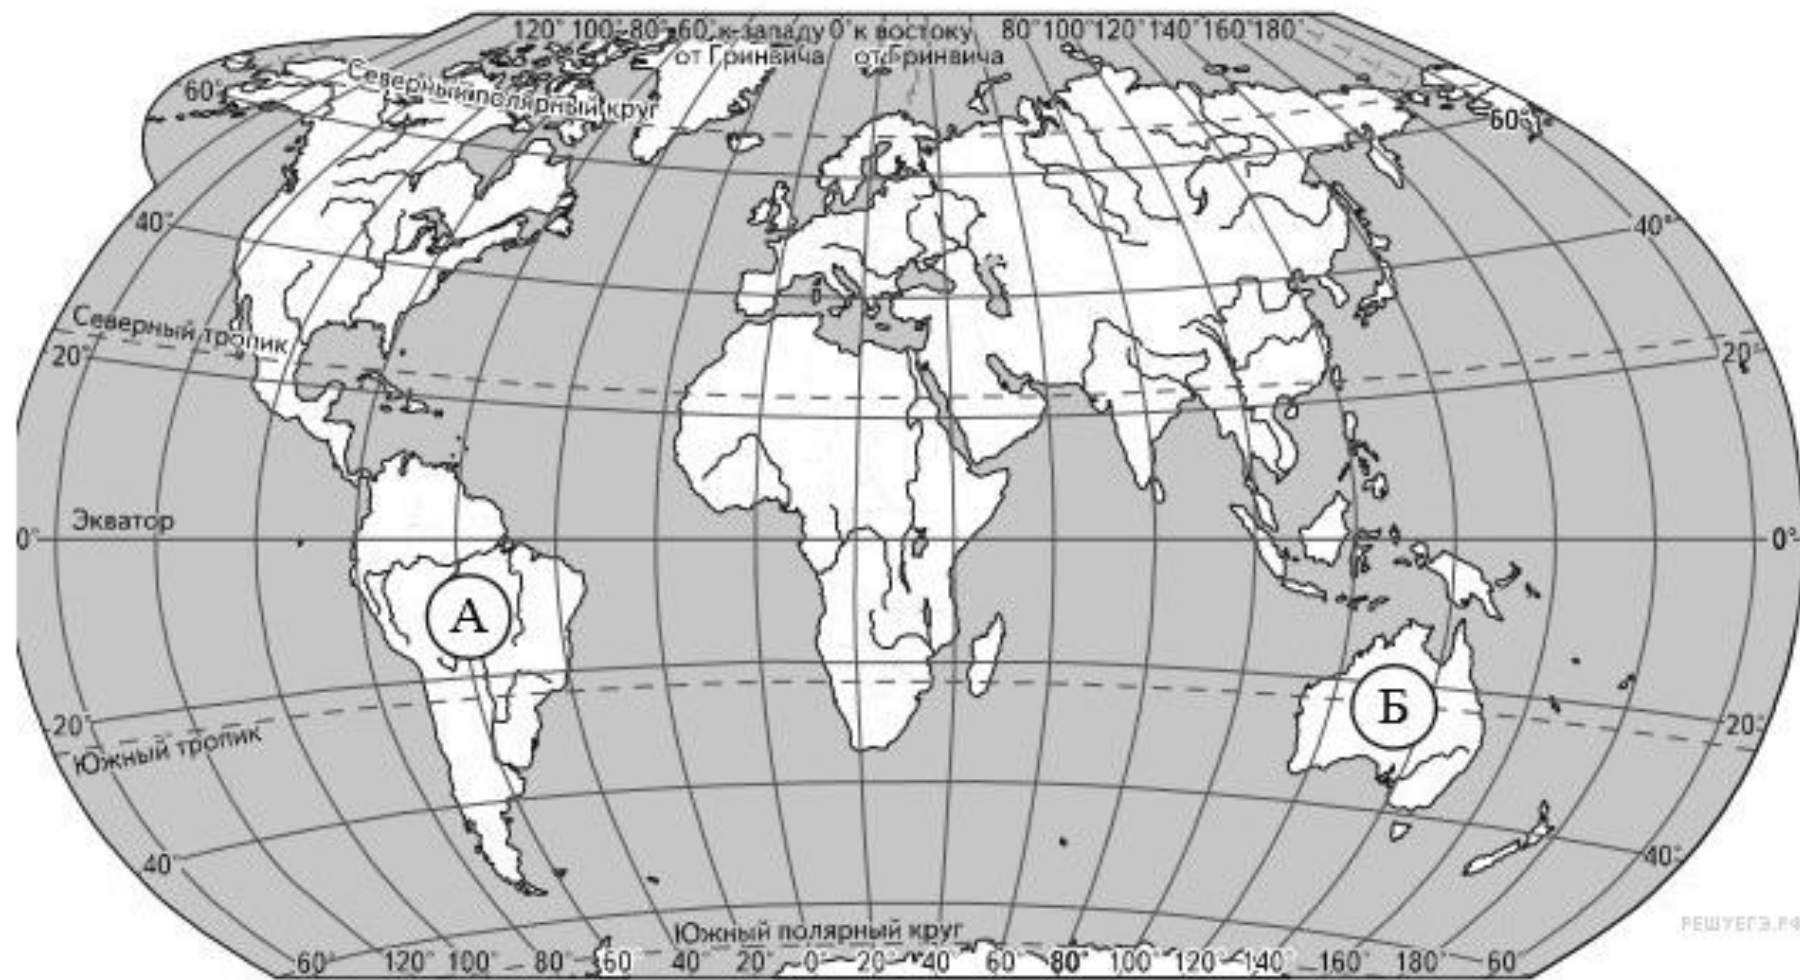 120° 100° 80° 60° к западу 0° к востоку 80° 100° 120° 140° 160° 180°
от Гринвича от Гринвича
Северный полярный круг
60° 60°
40° 40°
Северный тропик
20° 20°
Экватор
0° 0°
А
Б
20° 20°
Южный тропик
40° 40°
РЕШУЕГЭ.РФ
Южный полярный круг
60° 120° 100° 80° 60° 40° 20° 0° 20° 40° 60 80° 100° 120° 140° 160° 180° 60